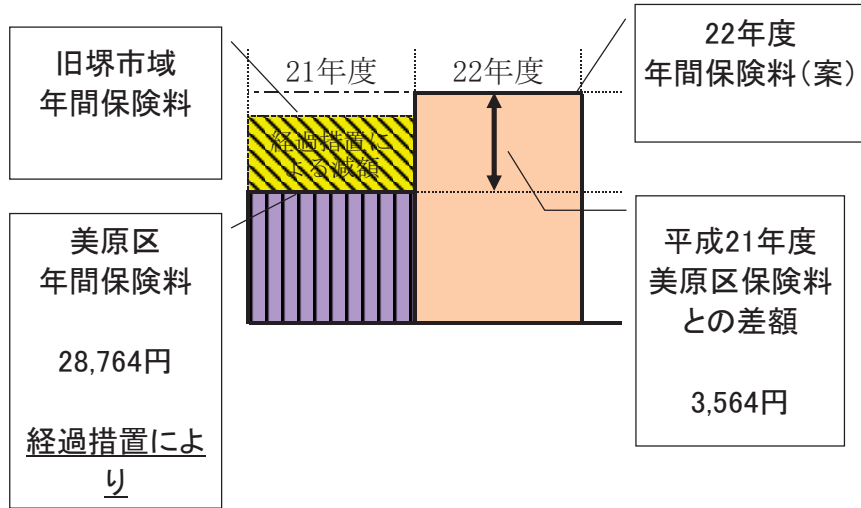 旧堺市域
年間保険料
21年度
22年度
22年度
年間保険料(案)
経過措置に
よる減額
美原区
年間保険料
28,764円
経過措置によ
り
平成21年度
美原区保険料
との差額
3,564円